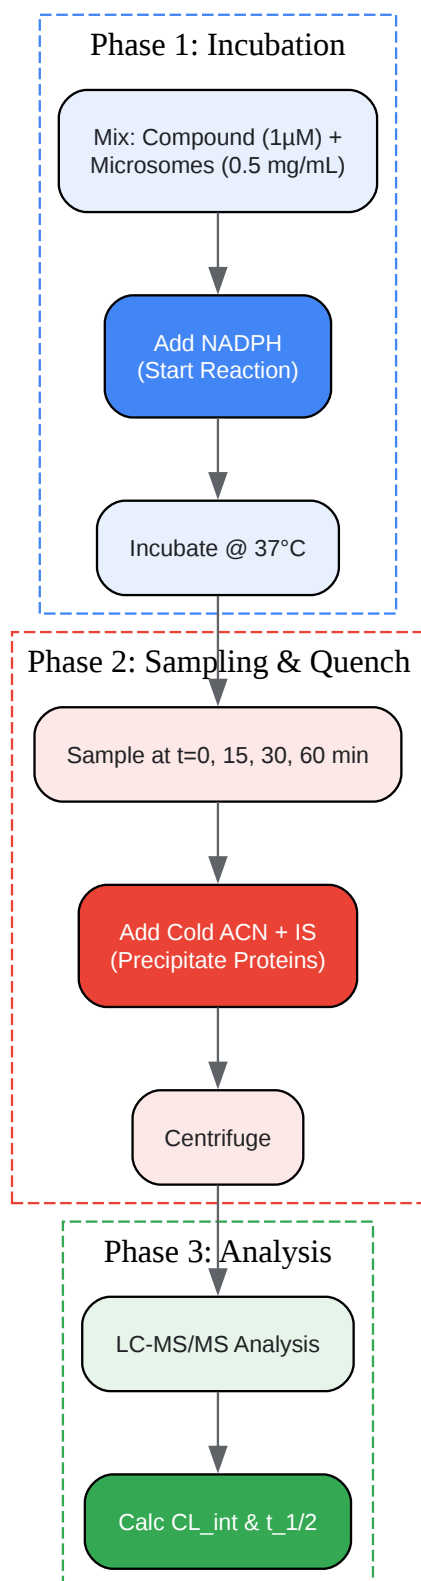 Phase 1: Incubation
Mix: Compound (1µM) +
Microsomes (0.5 mg/mL)
Add NADPH
(Start Reaction)
Incubate @ 37°C
Phase 2: Sampling & Quench
Sample at t=0, 15, 30, 60 min
Add Cold ACN + IS
(Precipitate Proteins)
Centrifuge
Phase 3: Analysis
LC-MS/MS Analysis
Calc CL_int & t_1/2